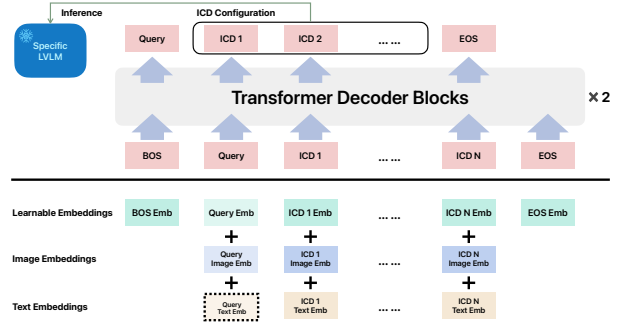 Inference
ICD Configuration
Specific
LVLM
Query
ICD 1
ICD 2
... ...
EOS
Transformer Decoder Blocks
× 2
BOS
Query
ICD 1
... ...
ICD N
EOS
Learnable Embeddings
BOS Emb
Query Emb
ICD 1 Emb
... ...
ICD N Emb
EOS Emb
+
+
+
Image Embeddings
Query
Image Emb
ICD 1
Image Emb
... ...
ICD N
Image Emb
+
+
+
Text Embeddings
Query
Text Emb
ICD 1
Text Emb
... ...
ICD N
Text Emb